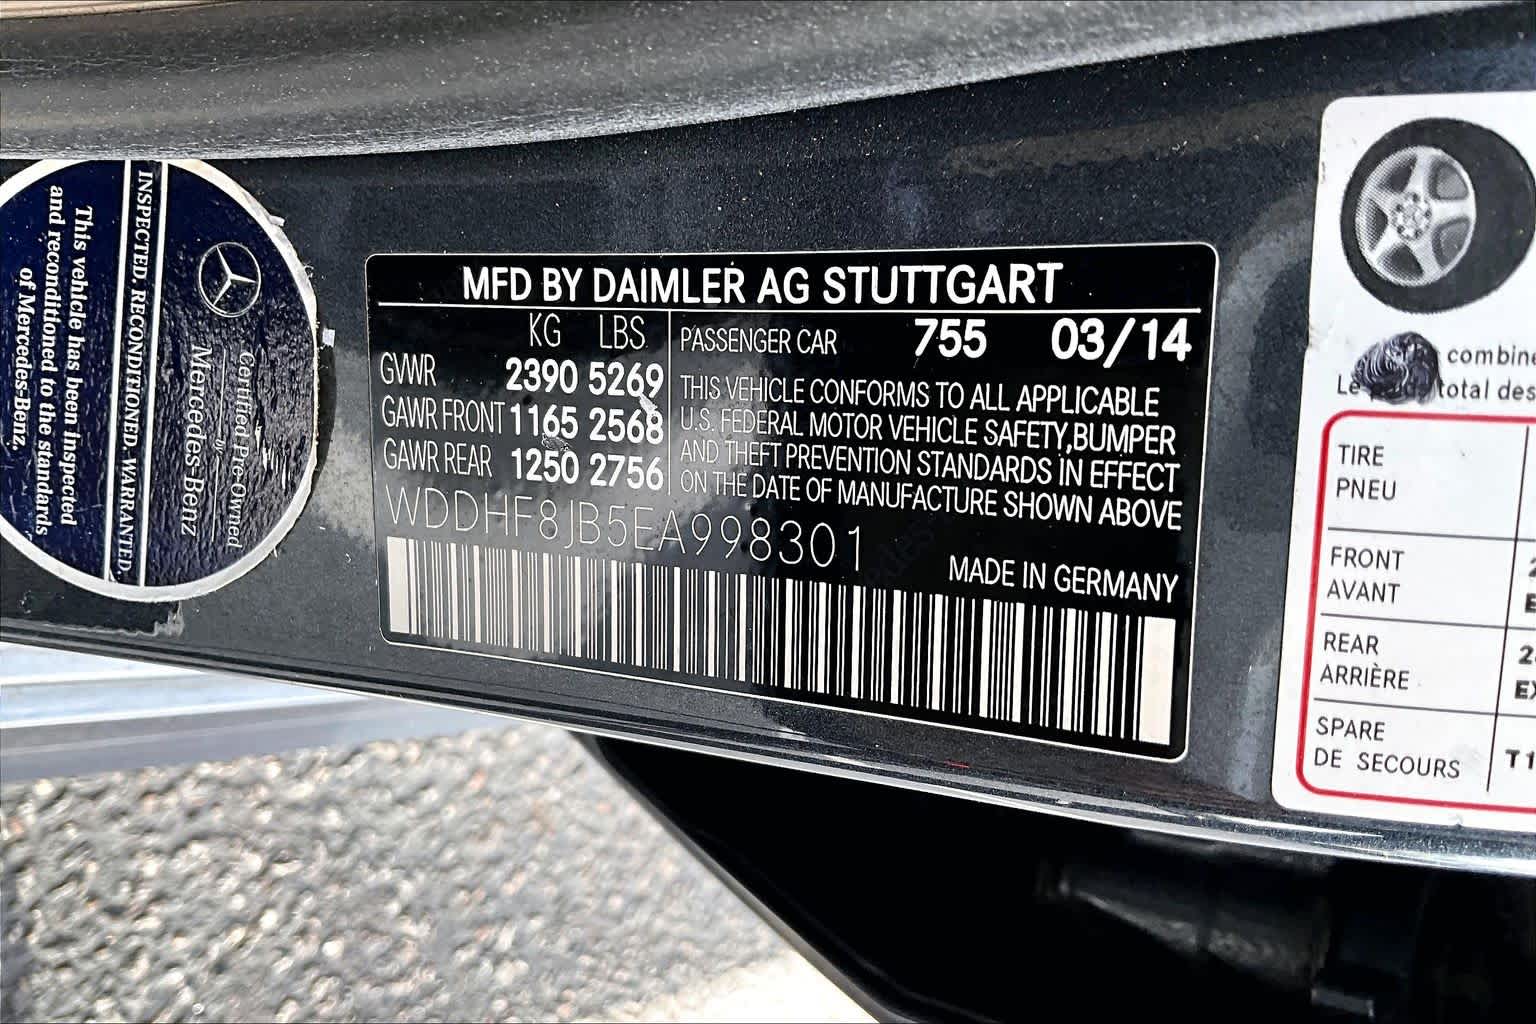 This vehicle has been inspected
and reconditioned to the standards
of Mercedes-Benz.
INSPECTED. RECONDITIONED. WARRANTED.
Certified Pre-Owned
by
Mercedes-Benz
MFD BY DAIMLER AG STUTTGART
KG LBS
GVWR 2390 5269
GAWR FRONT 1165 2568
GAWR REAR 1250 2756
PASSENGER CAR 755 03/14
THIS VEHICLE CONFORMS TO ALL APPLICABLE
U.S. FEDERAL MOTOR VEHICLE SAFETY,BUMPER
AND THEFT PREVENTION STANDARDS IN EFFECT
ON THE DATE OF MANUFACTURE SHOWN ABOVE
WDDHF8JB5EA998301
MADE IN GERMANY
combine
Le total des
TIRE
PNEU
FRONT
AVANT
REAR
ARRIÈRE
SPARE
DE SECOURS
T1